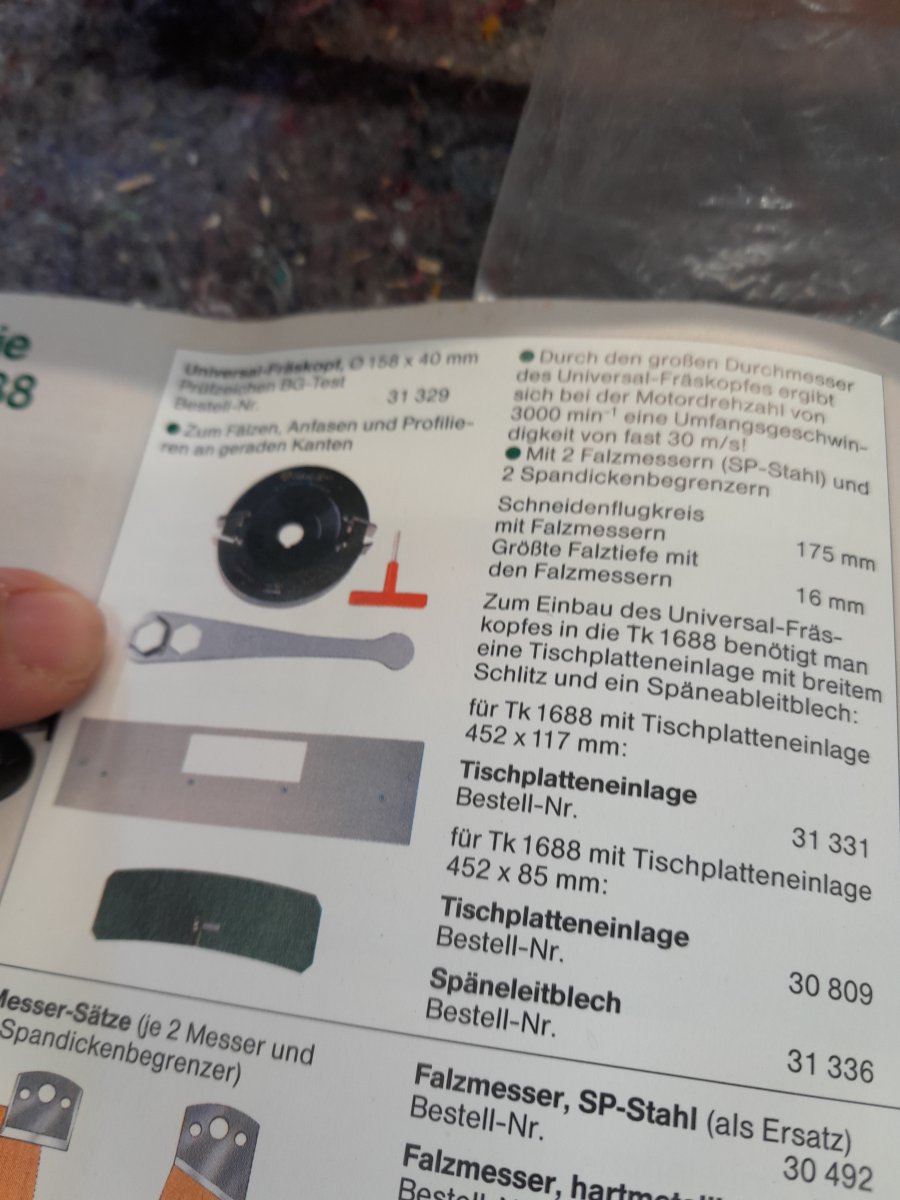 ie
88
Universal-Fräskopf, Ø 158 x 40 mm
Prüfzeichen BG-Test
Bestell-Nr. 31 329
● Zum Fälzen, Anfasen und Profilie-
ren an geraden Kanten
● Durch den großen Durchmesser
des Universal-Fräskopfes ergibt
sich bei der Motordrehzahl von
3000 min⁻¹ eine Umfangsgeschwin-
digkeit von fast 30 m/s!
● Mit 2 Falzmessern (SP-Stahl) und
2 Spandickenbegrenzern
Schneidenflugkreis
mit Falzmessern 175 mm
Größte Falztiefe mit
den Falzmessern 16 mm
Zum Einbau des Universal-Fräs-
kopfes in die Tk 1688 benötigt man
eine Tischplatteneinlage mit breitem
Schlitz und ein Späneableitblech:
für Tk 1688 mit Tischplatteneinlage
452 x 117 mm:
Tischplatteneinlage
Bestell-Nr. 31 331
für Tk 1688 mit Tischplatteneinlage
452 x 85 mm:
Tischplatteneinlage
Bestell-Nr. 30 809
Späneleitblech
Bestell-Nr. 31 336
Messer-Sätze (je 2 Messer und
Spandickenbegrenzer)
Falzmesser, SP-Stahl (als Ersatz)
Bestell-Nr. 30 492
Falzmesser,